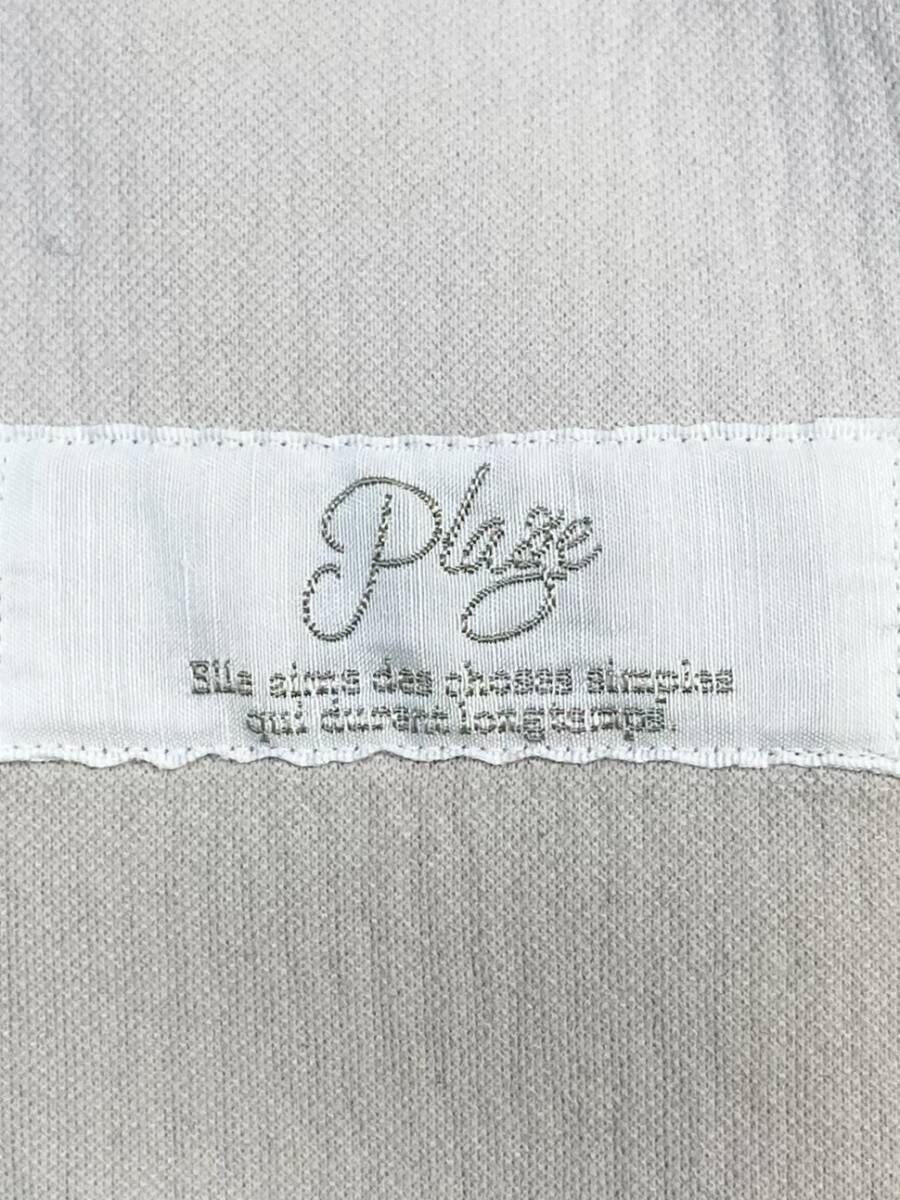 Plage
Elle aime des choses simples
qui durent longtemps.